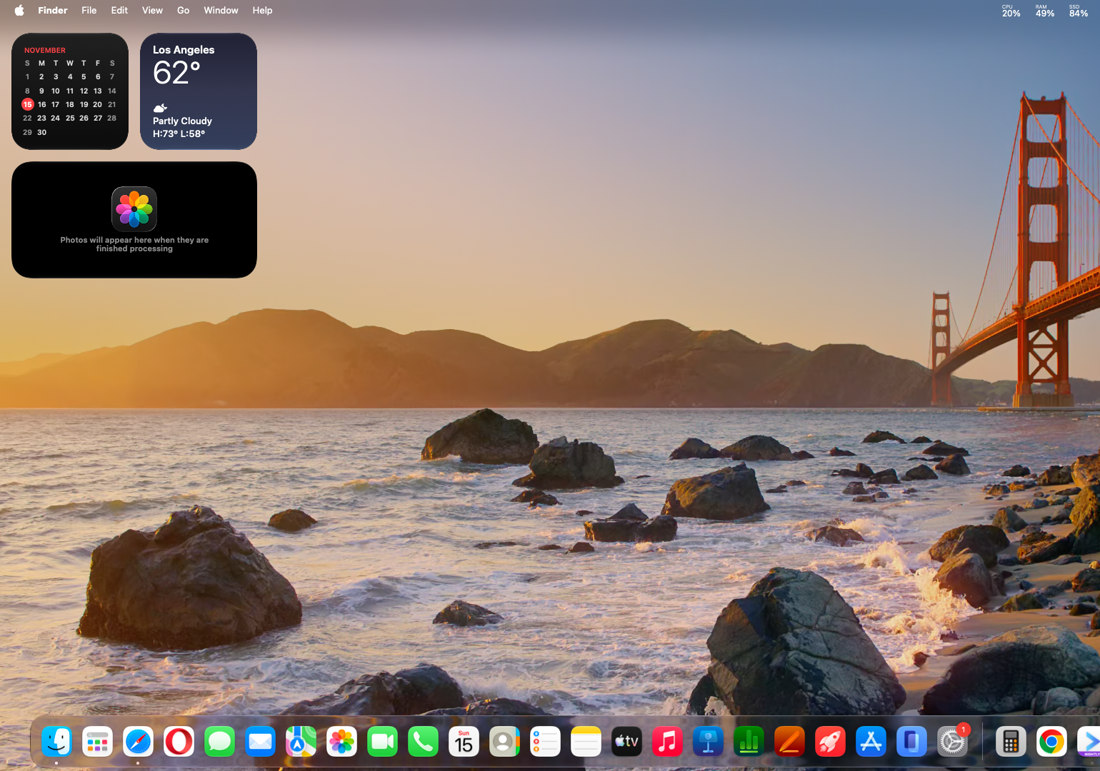 Finder File Edit View Go Window Help
CPU 20% RAM 49% SSD 84%
NOVEMBER
S M T W T F S
1 2 3 4 5 6 7
8 9 10 11 12 13 14
15 16 17 18 19 20 21
22 23 24 25 26 27 28
29 30
Los Angeles
62°
Partly Cloudy
H:73° L:58°
Photos will appear here when they are
finished processing
Sun
15
tv
1